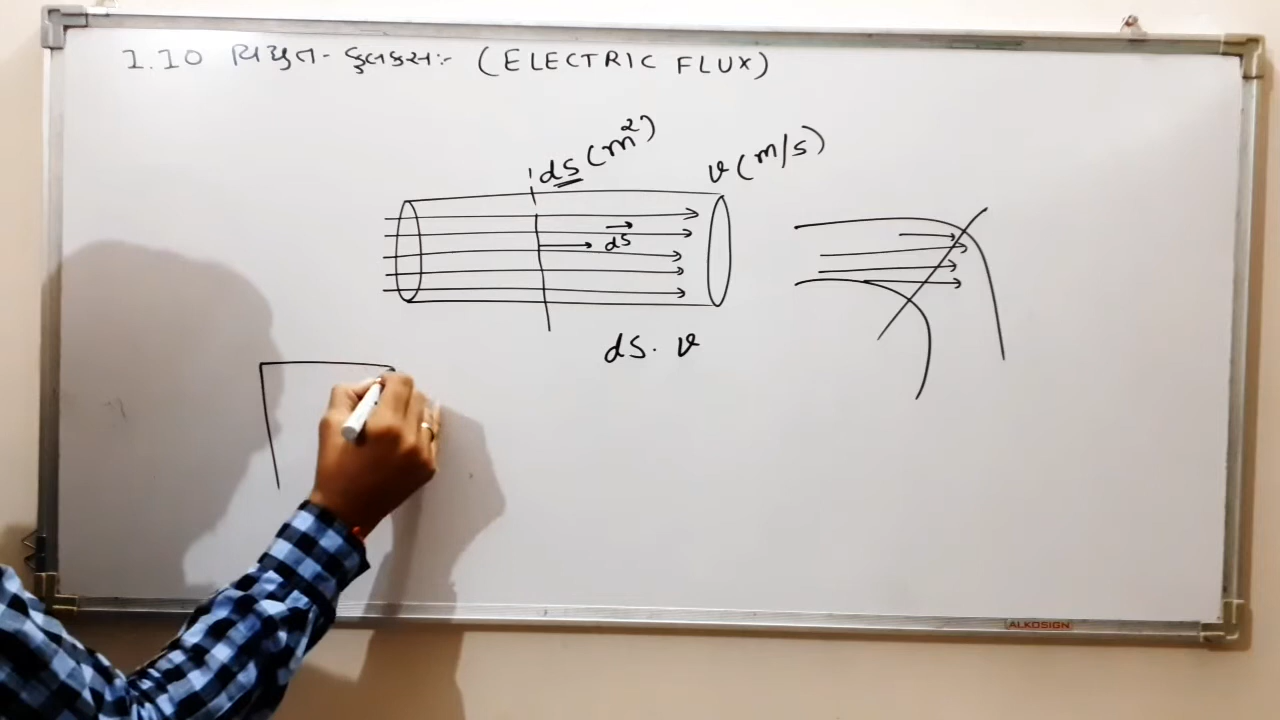 1.10 વિદ્યુત-ફ્લક્સ:- (ELECTRIC FLUX)
ds (m²)
v (m/s)
ds
ds. v
ALKOSIGN